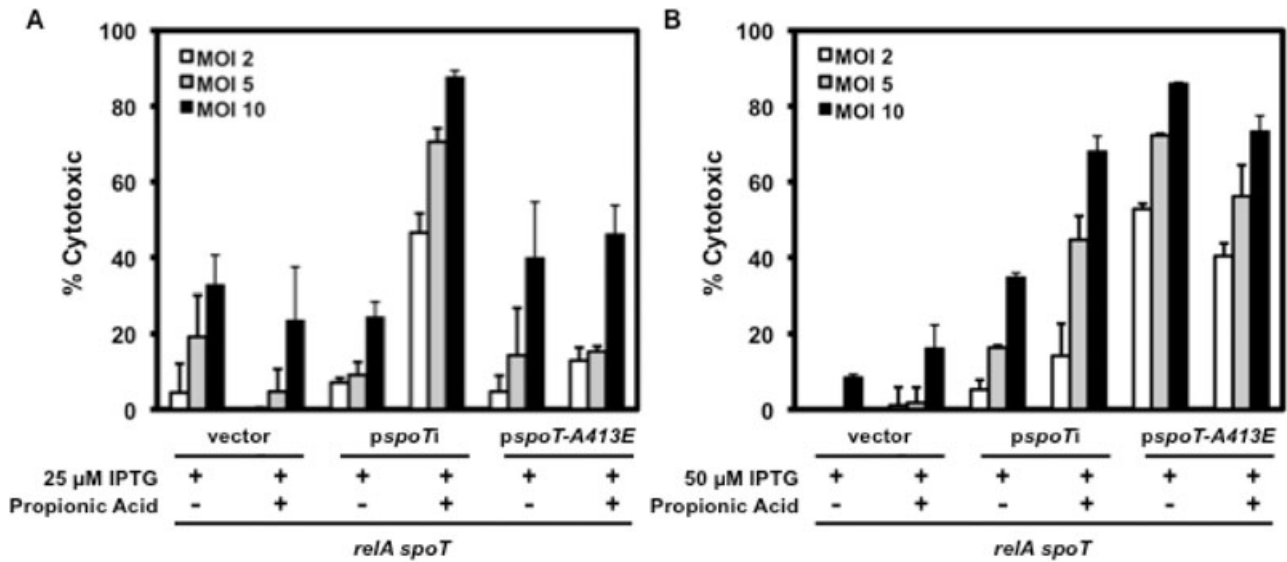 A
100
80
60
40
20
0
% Cytotoxic
MOI 2
MOI 5
MOI 10
vector pspoTi pspoT-A413E
25 µM IPTG + + + + + +
Propionic Acid - + - + - +
relA spoT
B
100
80
60
40
20
0
% Cytotoxic
MOI 2
MOI 5
MOI 10
vector pspoTi pspoT-A413E
50 µM IPTG + + + + + +
Propionic Acid - + - + - +
relA spoT